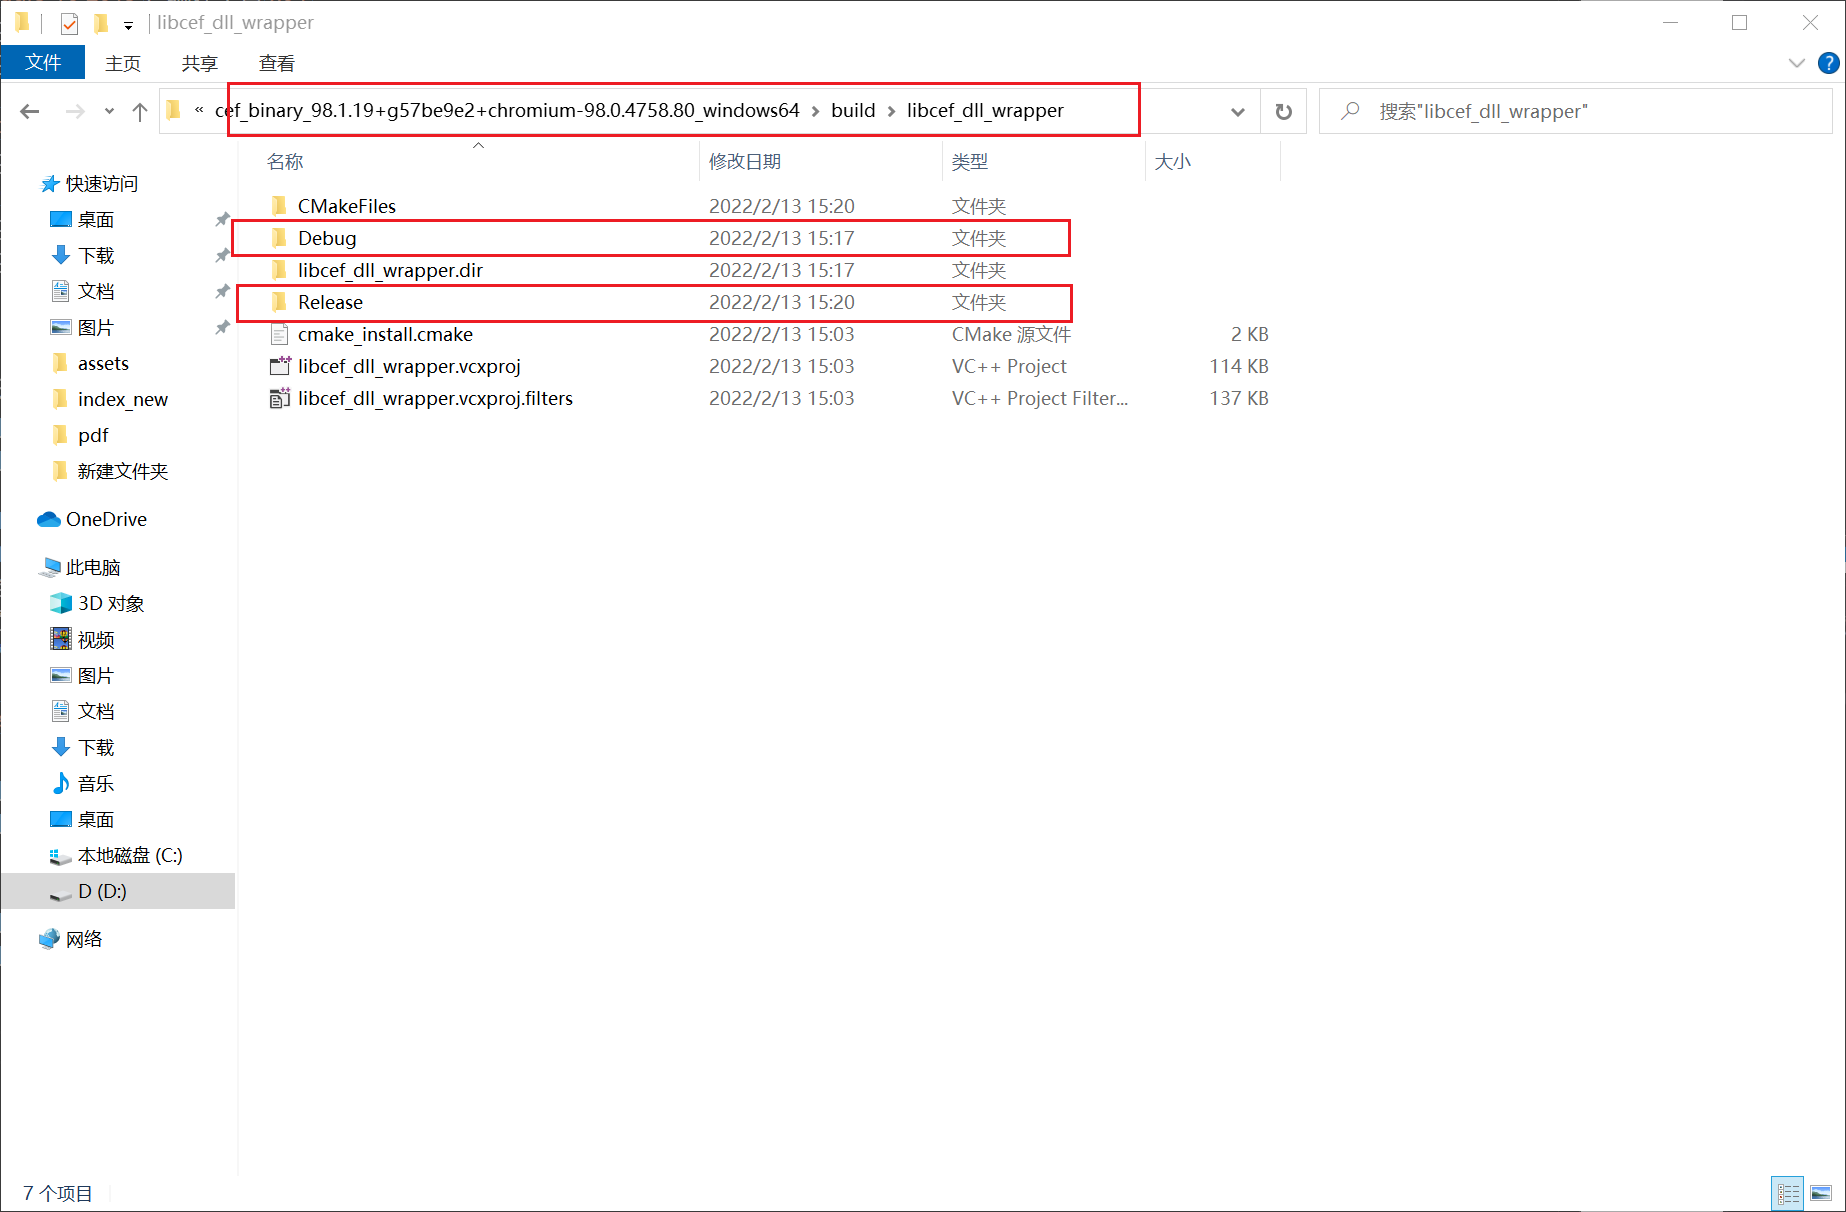 libcef_dll_wrapper
文件 主页 共享 查看
« cef_binary_98.1.19+g57be9e2+chromium-98.0.4758.80_windows64 › build › libcef_dll_wrapper 搜索"libcef_dll_wrapper"
名称 修改日期 类型 大小
快速访问
桌面
下载
文档
图片
assets
index_new
pdf
新建文件夹
OneDrive
此电脑
3D 对象
视频
图片
文档
下载
音乐
桌面
本地磁盘 (C:)
D (D:)
网络
CMakeFiles 2022/2/13 15:20 文件夹
Debug 2022/2/13 15:17 文件夹
libcef_dll_wrapper.dir 2022/2/13 15:17 文件夹
Release 2022/2/13 15:20 文件夹
cmake_install.cmake 2022/2/13 15:03 CMake 源文件 2 KB
libcef_dll_wrapper.vcxproj 2022/2/13 15:03 VC++ Project 114 KB
libcef_dll_wrapper.vcxproj.filters 2022/2/13 15:03 VC++ Project Filter... 137 KB
7 个项目